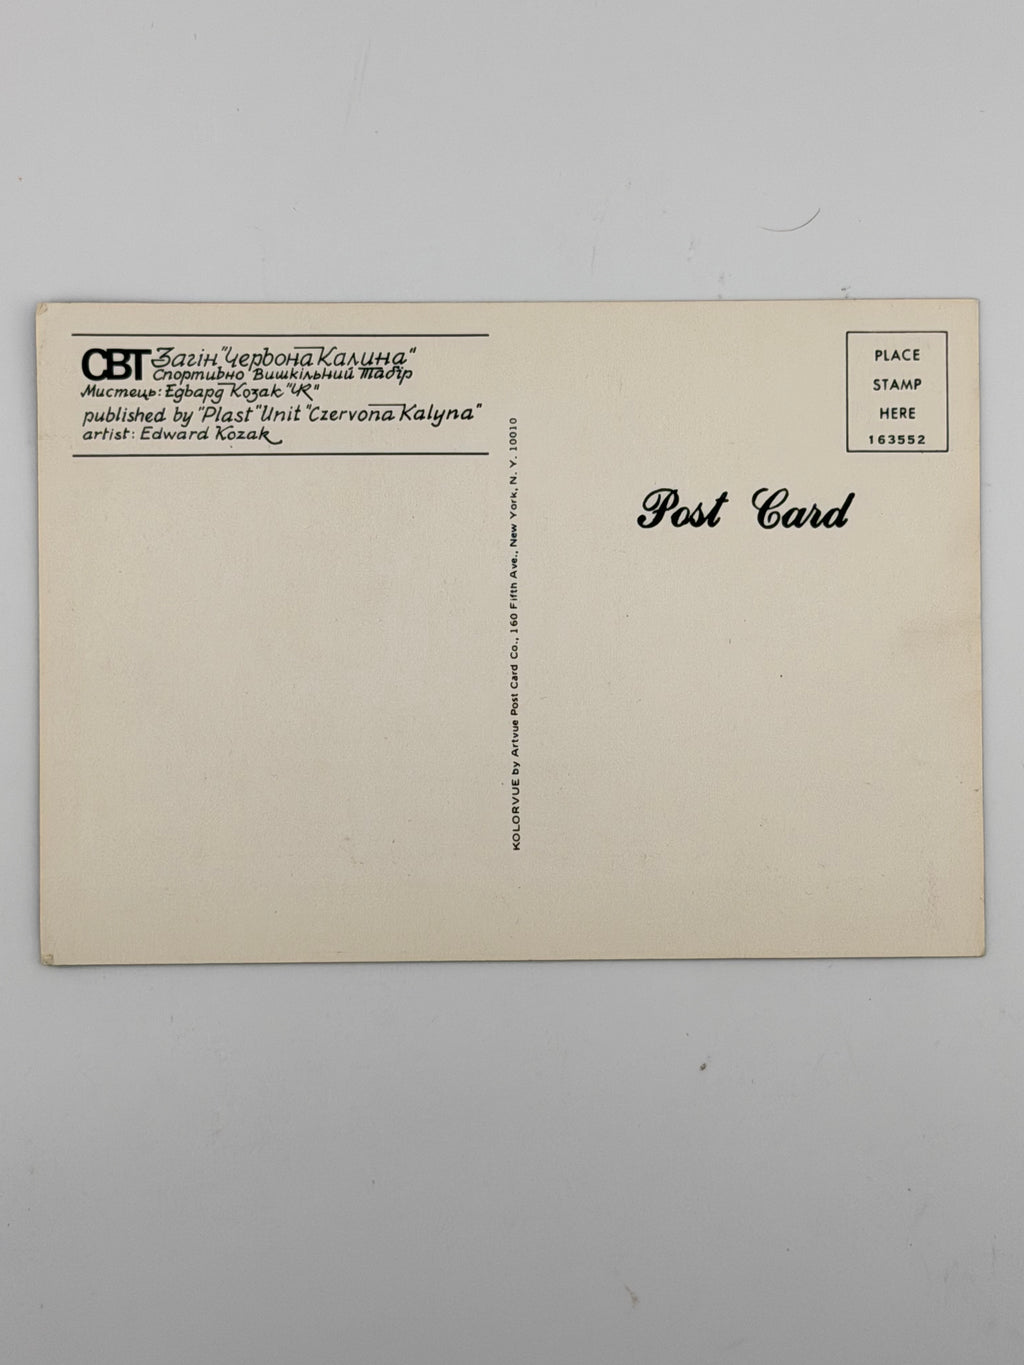 СВТ Загін "Червона Калина"
Спортивно Вишкільний Табір
Мистець: Едвард Козак "ЧК"
published by "Plast" Unit "Czervona Kalyna"
artist: Edward Kozak
KOLORVUE by Artvue Post Card Co., 160 Fifth Ave., New York, N. Y. 10010
PLACE
STAMP
HERE
163552
Post Card